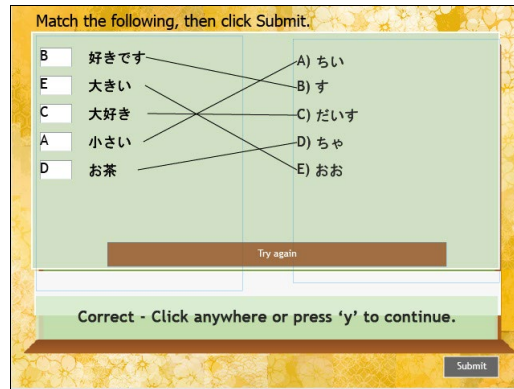 Match the following, then click Submit.
B 好きです
E 大きい
C 大好き
A 小さい
D お茶
A) ちい
B) す
C) だいす
D) ちゃ
E) おお
Try again
Correct - Click anywhere or press ‘y’ to continue.
Submit